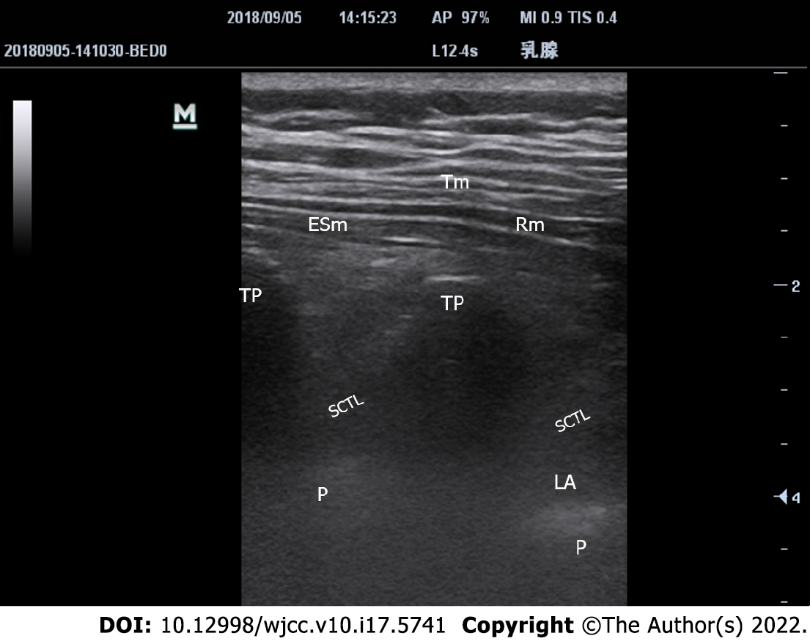 2018/09/05 14:15:23 AP 97% MI 0.9 TIS 0.4
20180905-141030-BED0 L12-4s 乳腺
M
Tm
ESm Rm
TP
TP
2
SCTL
SCTL
LA
P
4
P
DOI: 10.12998/wjcc.v10.i17.5741 Copyright ©The Author(s) 2022.